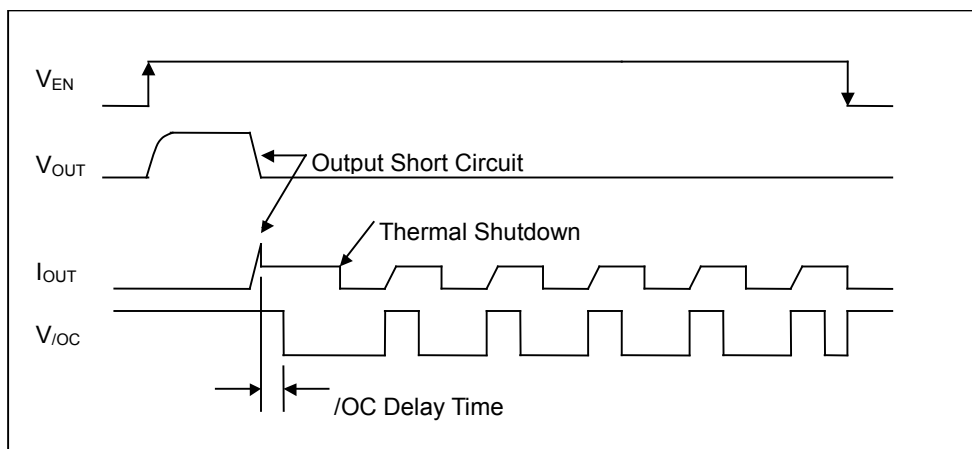 VEN
VOUT
Output Short Circuit
Thermal Shutdown
IOUT
V/OC
/OC Delay Time